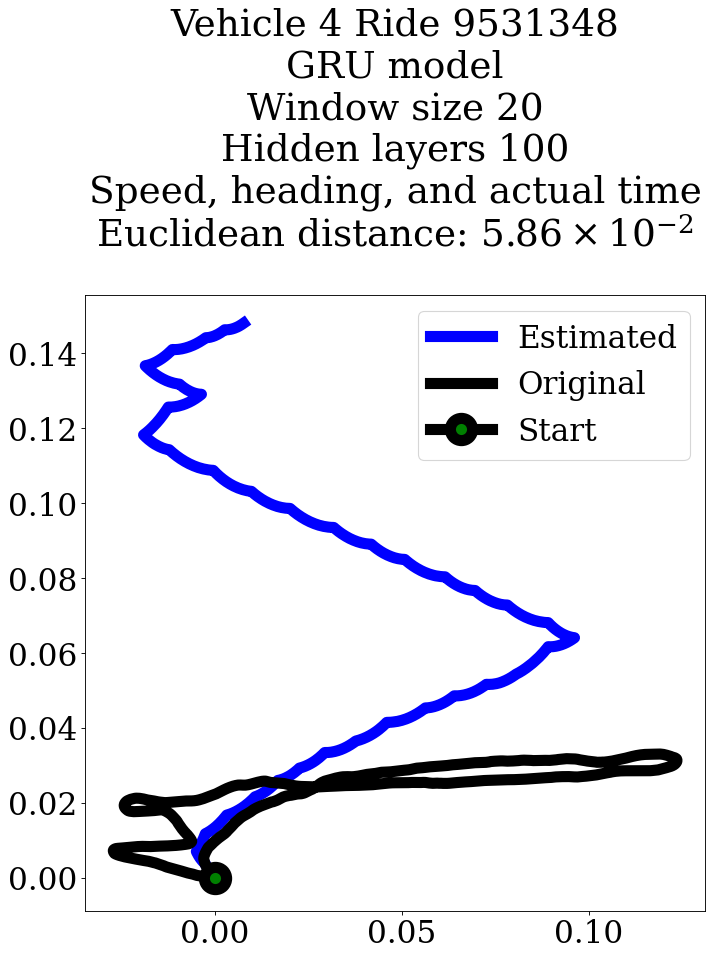 Vehicle 4 Ride 9531348
GRU model
Window size 20
Hidden layers 100
Speed, heading, and actual time
Euclidean distance: 5.86 × 10⁻²
Estimated
Original
Start
0.14
0.12
0.10
0.08
0.06
0.04
0.02
0.00
0.00 0.05 0.10